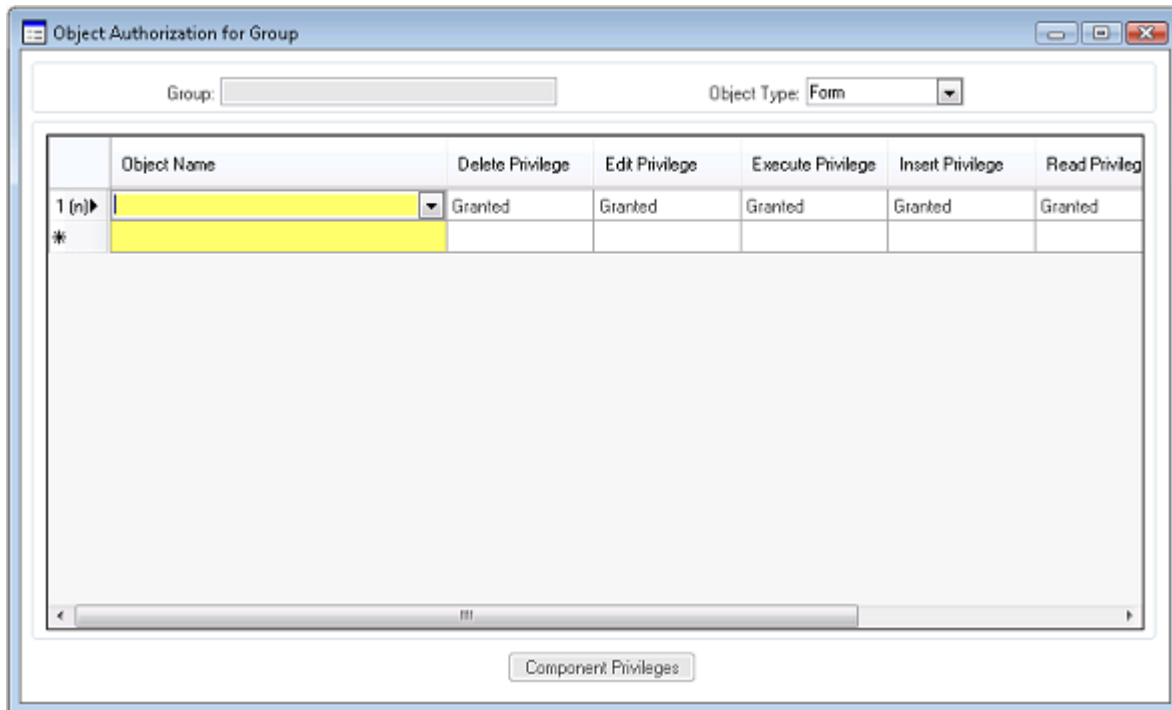 Object Authorization for Group
Group:
Object Type: Form
Object Name Delete Privilege Edit Privilege Execute Privilege Insert Privilege Read Privileg
1 (n) Granted Granted Granted Granted Granted
*
Component Privileges